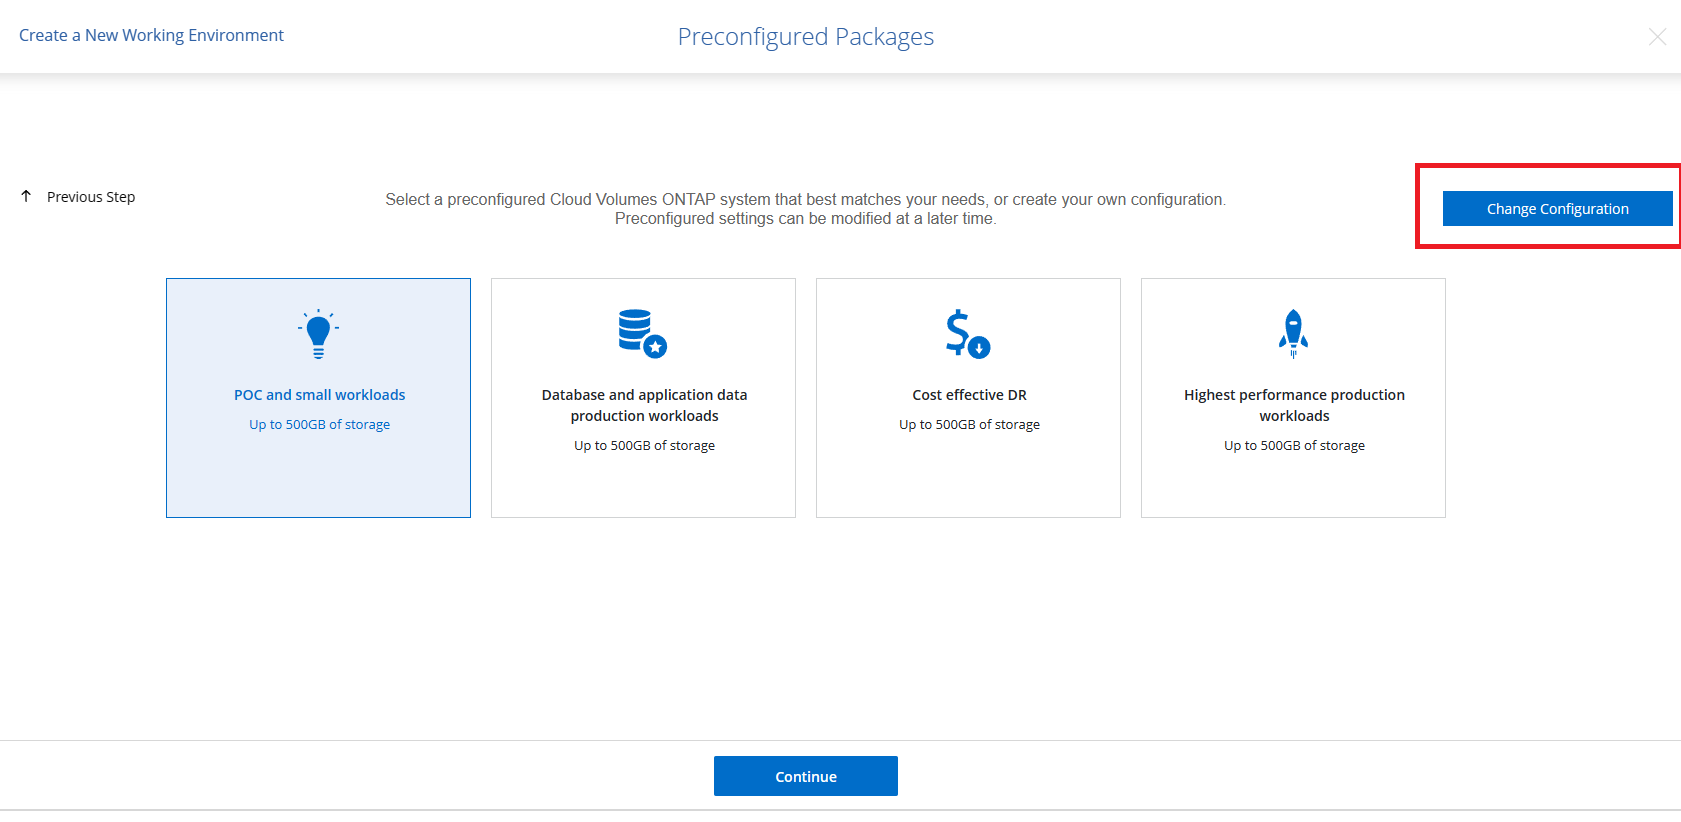 Create a New Working Environment
Preconfigured Packages
Previous Step
Select a preconfigured Cloud Volumes ONTAP system that best matches your needs, or create your own configuration.
Preconfigured settings can be modified at a later time.
Change Configuration
POC and small workloads
Up to 500GB of storage
Database and application data
production workloads
Up to 500GB of storage
Cost effective DR
Up to 500GB of storage
Highest performance production
workloads
Up to 500GB of storage
Continue